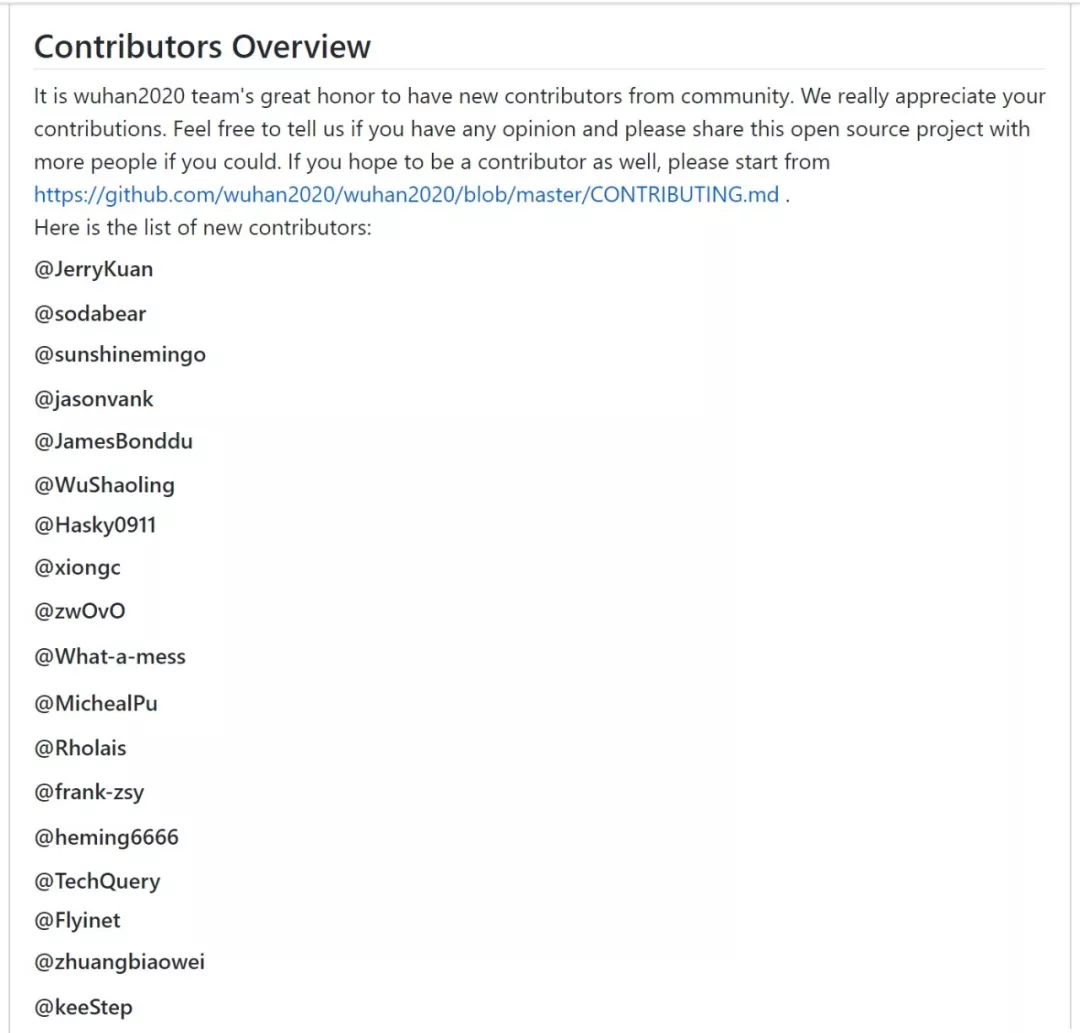 Contributors Overview
It is wuhan2020 team's great honor to have new contributors from community. We really appreciate your
contributions. Feel free to tell us if you have any opinion and please share this open source project with
more people if you could. If you hope to be a contributor as well, please start from
https://github.com/wuhan2020/wuhan2020/blob/master/CONTRIBUTING.md .
Here is the list of new contributors:
@JerryKuan
@sodabear
@sunshinemingo
@jasonvank
@JamesBonddu
@WuShaoling
@Hasky0911
@xiongc
@zwOvO
@What-a-mess
@MichealPu
@Rholais
@frank-zsy
@heming6666
@TechQuery
@Flyinet
@zhuangbiaowei
@keeStep